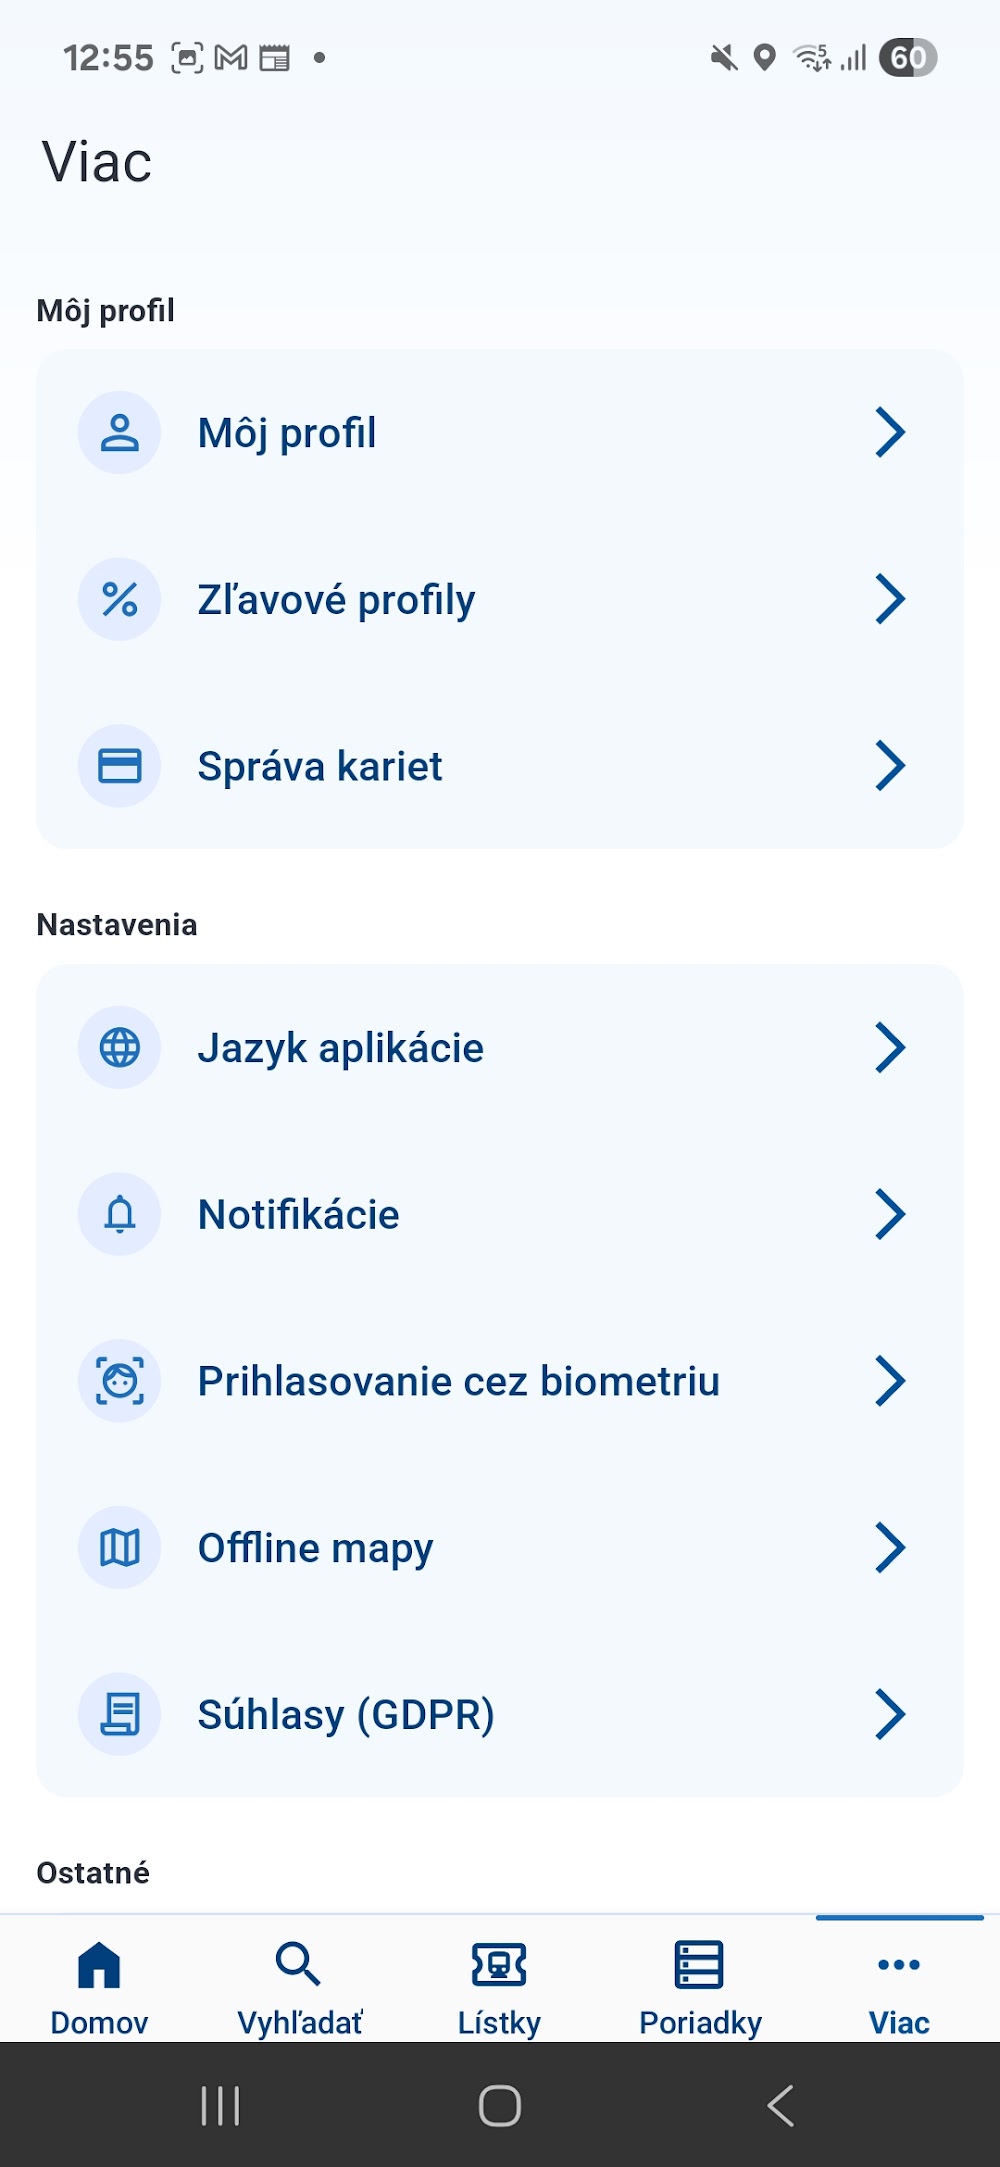 12:55
5
60
Viac
Môj profil
Môj profil
Zľavové profily
Správa kariet
Nastavenia
Jazyk aplikácie
Notifikácie
Prihlasovanie cez biometriu
Offline mapy
Súhlasy (GDPR)
Ostatné
Domov
Vyhľadať
Lístky
Poriadky
Viac